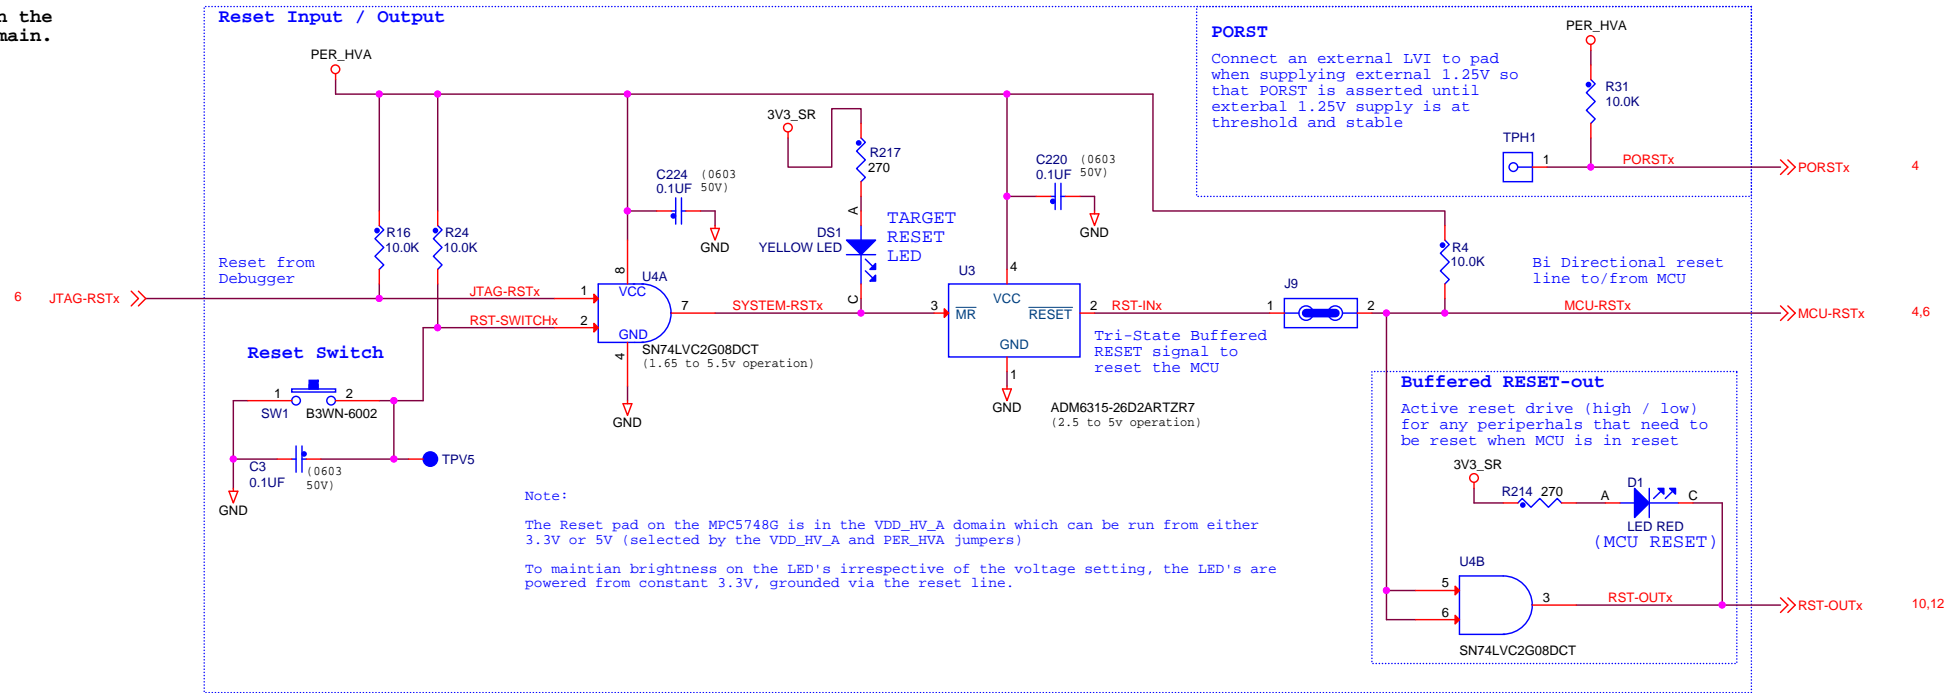 n the
main.
Reset Input / Output
PER_HVA
PORST
Connect an external LVI to pad
when supplying external 1.25V so
that PORST is asserted until
exterbal 1.25V supply is at
threshold and stable
PER_HVA
R31
10.0K
TPH1
1
PORSTx
PORSTx
4
3V3_SR
R217
270
C224 (0603
0.1UF 50V)
GND
C220 (0603
0.1UF 50V)
GND
R16
10.0K
R24
10.0K
A
DS1
YELLOW LED
C
TARGET
RESET
LED
R4
10.0K
Reset from
Debugger
6
JTAG-RSTx
JTAG-RSTx
1
RST-SWITCHx
2
8
U4A
VCC
GND
7
4
SN74LVC2G08DCT
(1.65 to 5.5v operation)
GND
SYSTEM-RSTx
3
U3
4
VCC
MR
RESET
GND
2
RST-INx
1
GND
ADM6315-26D2ARTZR7
(2.5 to 5v operation)
Tri-State Buffered
RESET signal to
reset the MCU
J9
1
2
Bi Directional reset
line to/from MCU
MCU-RSTx
MCU-RSTx
4,6
Reset Switch
1
2
SW1
B3WN-6002
C3
0.1UF
(0603
50V)
TPV5
GND
Buffered RESET-out
Active reset drive (high / low)
for any periperhals that need to
be reset when MCU is in reset
3V3_SR
R214 270
A
D1
C
LED RED
(MCU RESET)
U4B
5
6
3
RST-OUTx
RST-OUTx
10,12
SN74LVC2G08DCT
Note:
The Reset pad on the MPC5748G is in the VDD_HV_A domain which can be run from either
3.3V or 5V (selected by the VDD_HV_A and PER_HVA jumpers)
To maintian brightness on the LED's irrespective of the voltage setting, the LED's are
powered from constant 3.3V, grounded via the reset line.